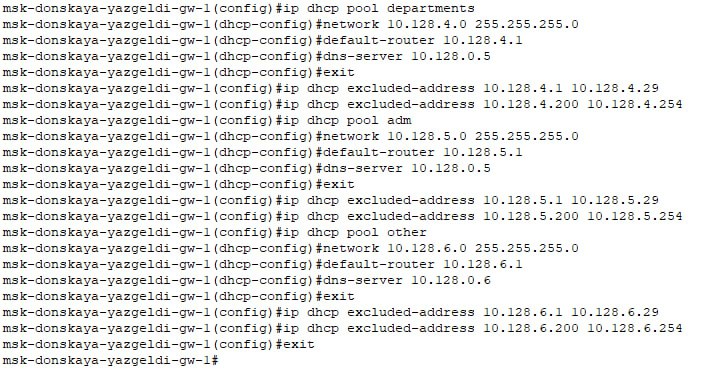 msk-donskaya-yazgeldi-gw-1(config)#ip dhcp pool departments
msk-donskaya-yazgeldi-gw-1(dhcp-config)#network 10.128.4.0 255.255.255.0
msk-donskaya-yazgeldi-gw-1(dhcp-config)#default-router 10.128.4.1
msk-donskaya-yazgeldi-gw-1(dhcp-config)#dns-server 10.128.0.5
msk-donskaya-yazgeldi-gw-1(dhcp-config)#exit
msk-donskaya-yazgeldi-gw-1(config)#ip dhcp excluded-address 10.128.4.1 10.128.4.29
msk-donskaya-yazgeldi-gw-1(config)#ip dhcp excluded-address 10.128.4.200 10.128.4.254
msk-donskaya-yazgeldi-gw-1(config)#ip dhcp pool adm
msk-donskaya-yazgeldi-gw-1(dhcp-config)#network 10.128.5.0 255.255.255.0
msk-donskaya-yazgeldi-gw-1(dhcp-config)#default-router 10.128.5.1
msk-donskaya-yazgeldi-gw-1(dhcp-config)#dns-server 10.128.0.5
msk-donskaya-yazgeldi-gw-1(dhcp-config)#exit
msk-donskaya-yazgeldi-gw-1(config)#ip dhcp excluded-address 10.128.5.1 10.128.5.29
msk-donskaya-yazgeldi-gw-1(config)#ip dhcp excluded-address 10.128.5.200 10.128.5.254
msk-donskaya-yazgeldi-gw-1(config)#ip dhcp pool other
msk-donskaya-yazgeldi-gw-1(dhcp-config)#network 10.128.6.0 255.255.255.0
msk-donskaya-yazgeldi-gw-1(dhcp-config)#default-router 10.128.6.1
msk-donskaya-yazgeldi-gw-1(dhcp-config)#dns-server 10.128.0.6
msk-donskaya-yazgeldi-gw-1(dhcp-config)#exit
msk-donskaya-yazgeldi-gw-1(config)#ip dhcp excluded-address 10.128.6.1 10.128.6.29
msk-donskaya-yazgeldi-gw-1(config)#ip dhcp excluded-address 10.128.6.200 10.128.6.254
msk-donskaya-yazgeldi-gw-1(config)#exit
msk-donskaya-yazgeldi-gw-1#